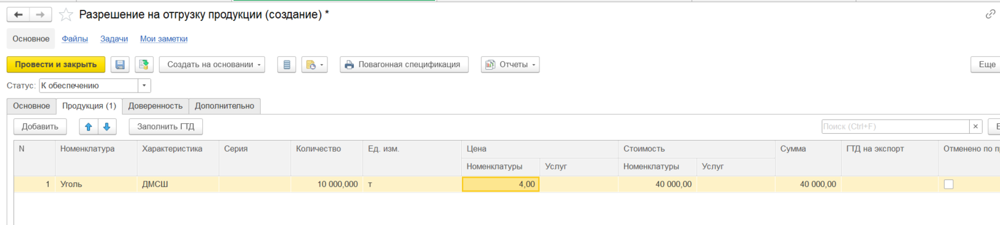 Разрешение на отгрузку продукции (создание) *
Основное Файлы Задачи Мои заметки
Провести и закрыть Создать на основании Повагонная спецификация Отчеты Еще
Статус: К обеспечению
Основное Продукция (1) Доверенность Дополнительно
Добавить Заполнить ГТД Поиск (Ctrl+F)
N Номенклатура Характеристика Серия Количество Ед. изм. Цена Стоимость Сумма ГТД на экспорт Отменено по
Номенклатуры Услуг Номенклатуры Услуг
1 Уголь ДМСШ 10 000,000 т 4,00 40 000,00 40 000,00